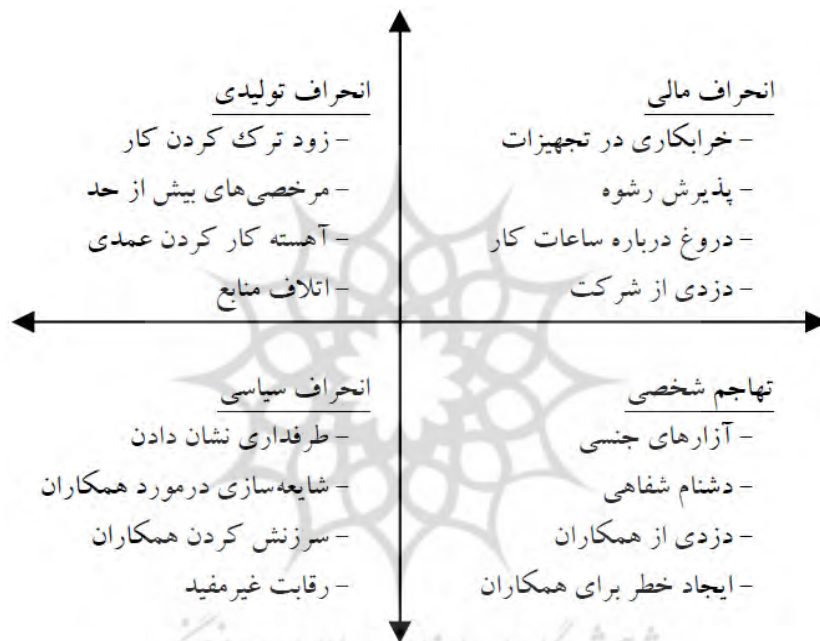 انحراف مالی
- خرابکاری در تجهیزات
- پذیرش رشوه
- دروغ درباره ساعات کار
- دزدی از شرکت
انحراف تولیدی
- زود ترک کردن کار
- مرخصی‌های بیش از حد
- آهسته کار کردن عمدی
- اتلاف منابع
تهاجم شخصی
- آزارهای جنسی
دشنام شفاهی
- دزدی از همکاران
- ایجاد خطر برای همکاران
انحراف سیاسی
- طرفداری نشان دادن
- شایعه‌سازی درمورد همکاران
- سرزنش کردن همکاران
- رقابت غیرمفید